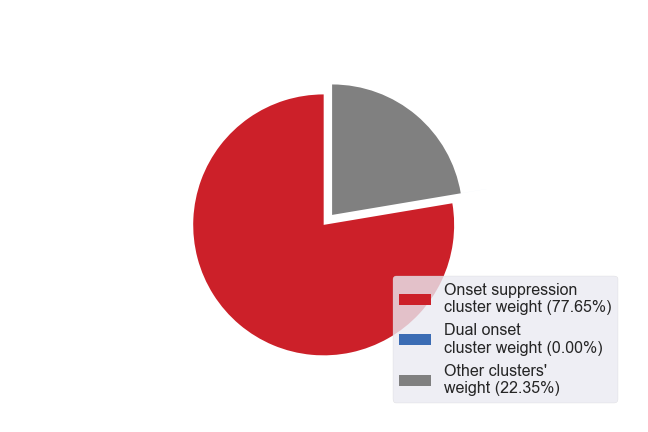 Onset suppression
cluster weight (77.65%)
Dual onset
cluster weight (0.00%)
Other clusters'
weight (22.35%)